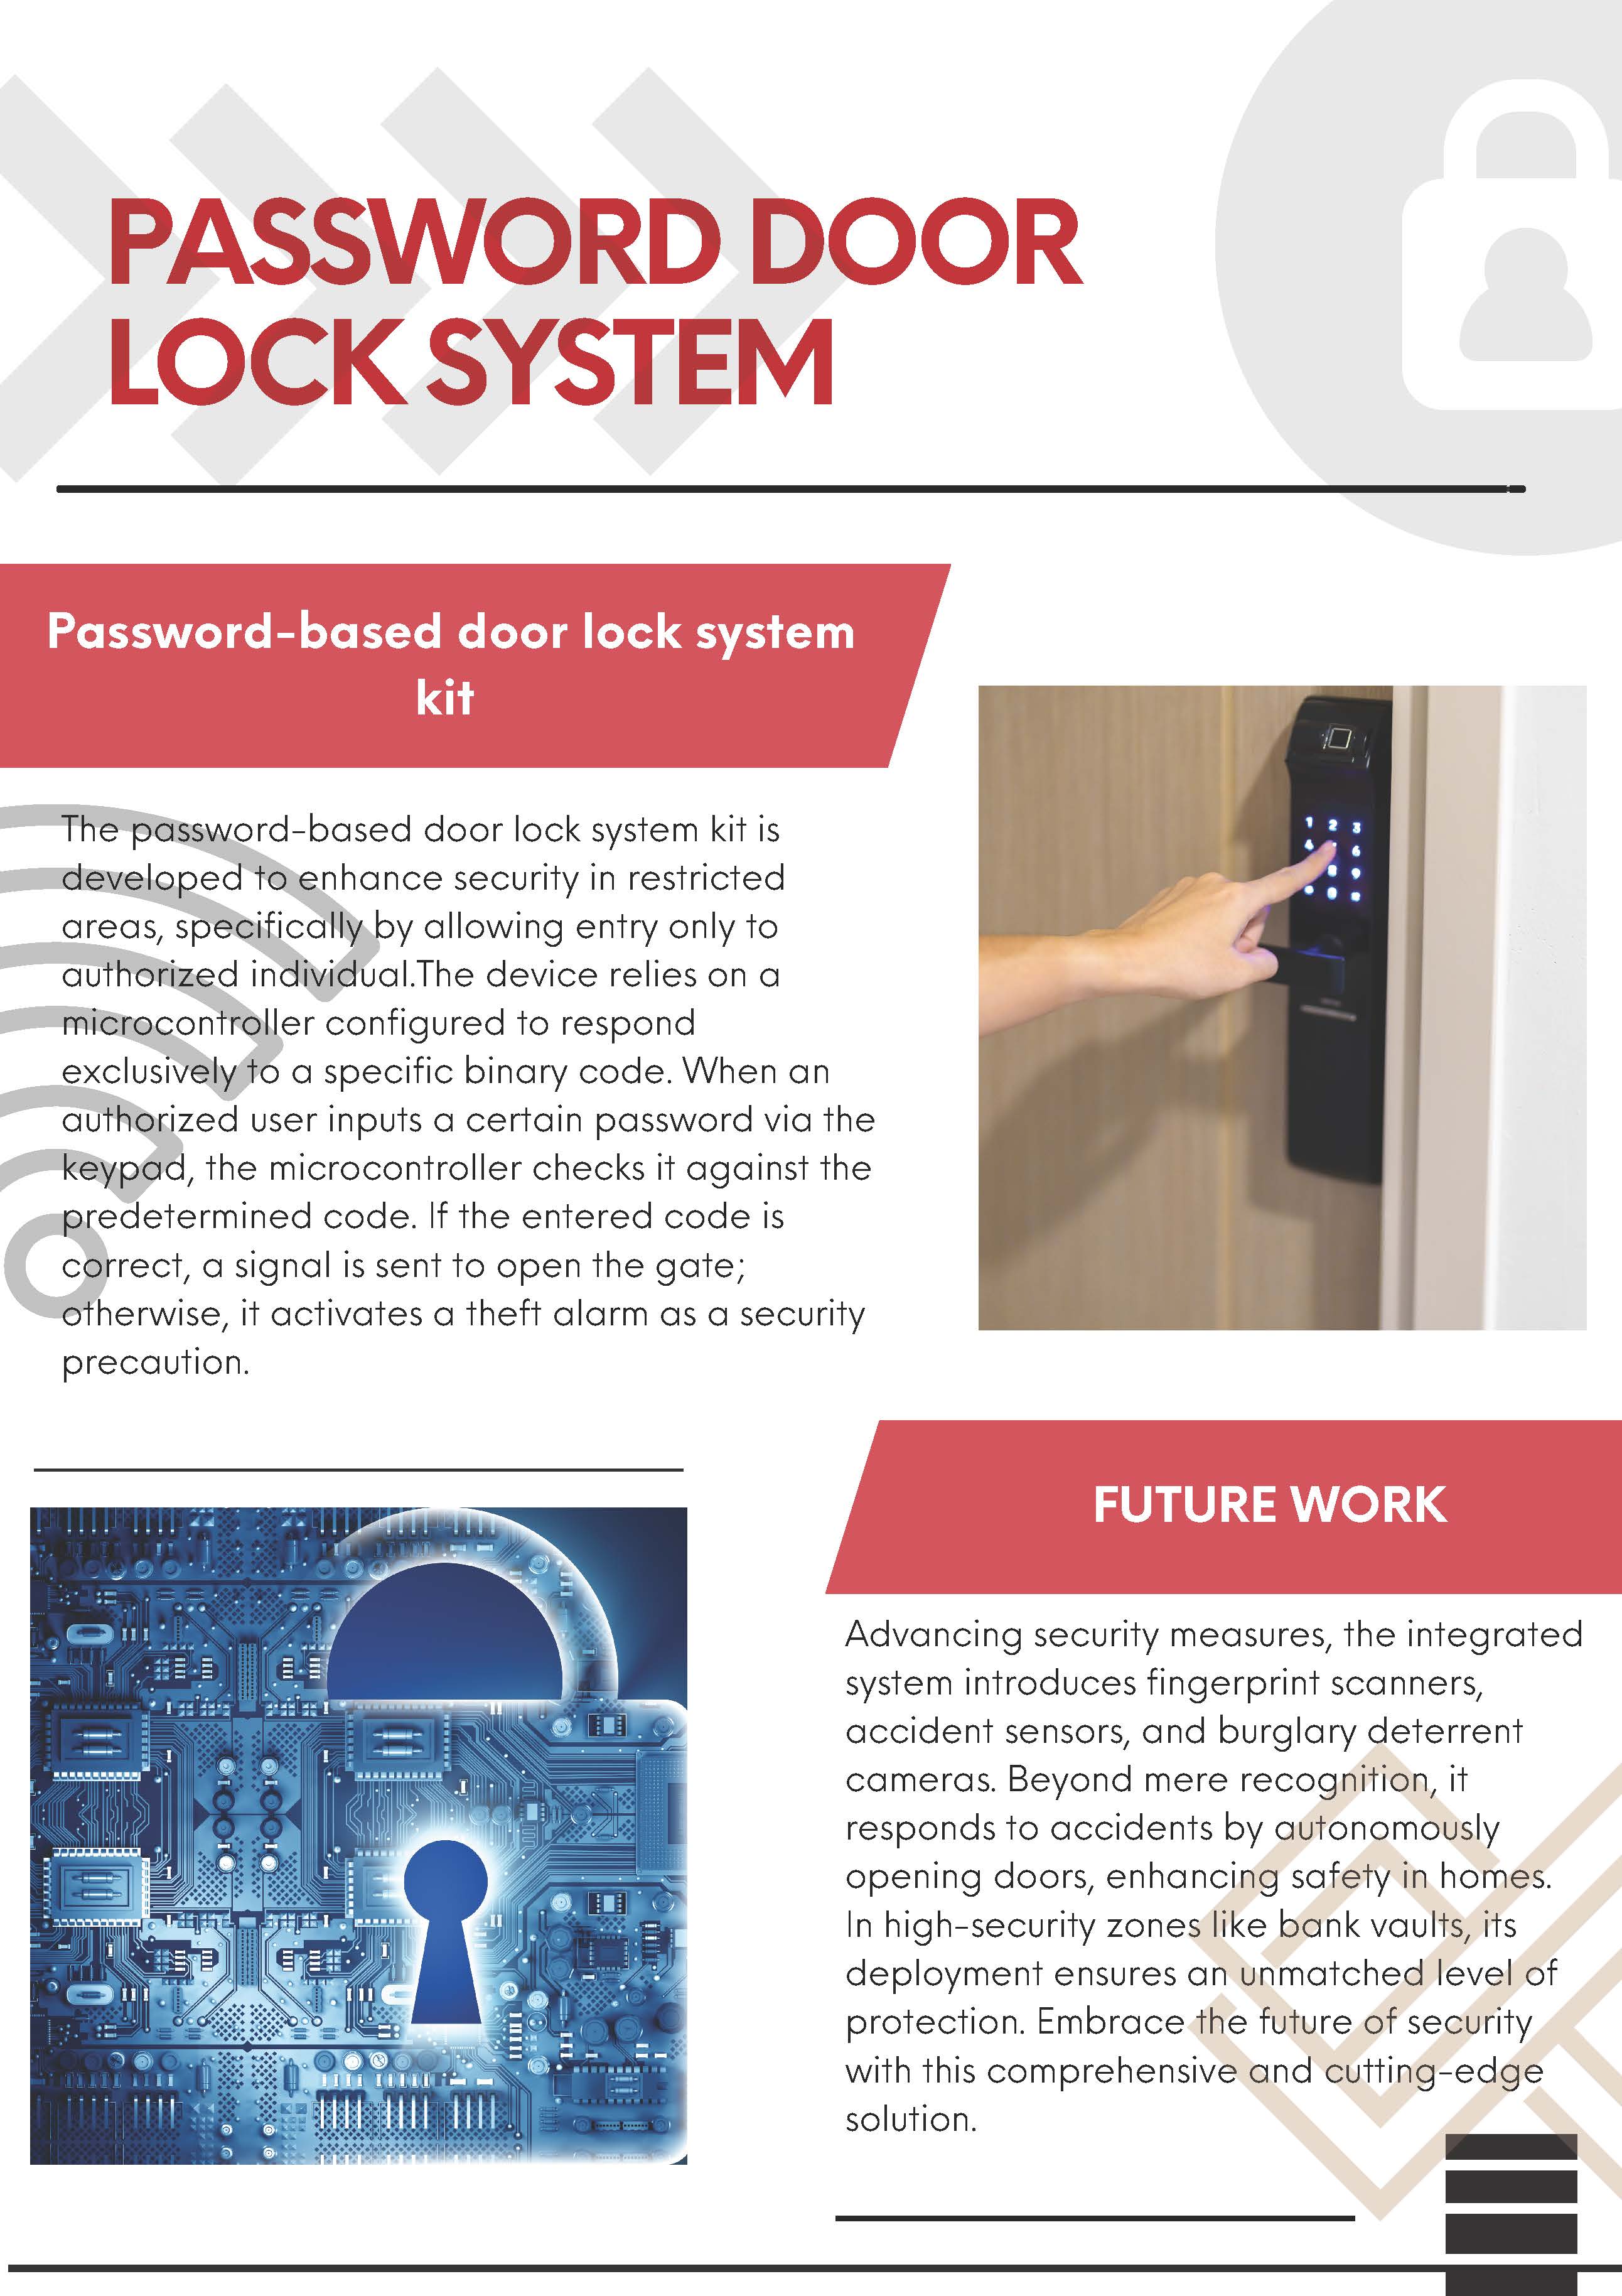 PASSWORD DOOR
LOCK SYSTEM
Password-based door lock system
kit
The password-based door lock system kit is
developed to enhance security in restricted
areas, specifically by allowing entry only to
authorized individual.The device relies on a
microcontroller configured to respond
exclusively to a specific binary code. When an
authorized user inputs a certain password via the
keypad, the microcontroller checks it against the
predetermined code. If the entered code is
correct, a signal is sent to open the gate;
otherwise, it activates a theft alarm as a security
precaution.
1 2 3
4 6
8 9
FUTURE WORK
Advancing security measures, the integrated
system introduces fingerprint scanners,
accident sensors, and burglary deterrent
cameras. Beyond mere recognition, it
responds to accidents by autonomously
opening doors, enhancing safety in homes.
In high-security zones like bank vaults, its
deployment ensures an unmatched level of
protection. Embrace the future of security
with this comprehensive and cutting-edge
solution.